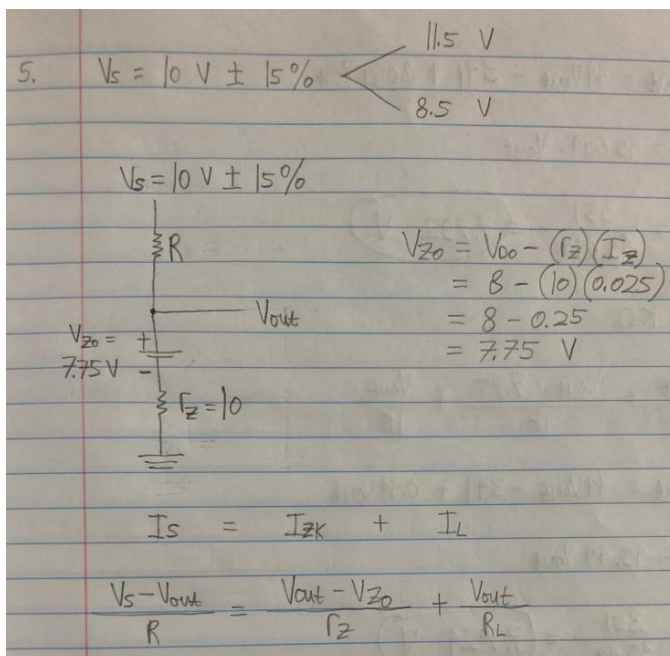 11.5 V
5. Vs = 10 V ± 15%
8.5 V
Vs = 10 V ± 15%
R
Vout
Vzo = +
7.75 V -
rz = 10
Vzo = VDo - (rz)(Iz)
= 8 - (10)(0.025)
= 8 - 0.25
= 7.75 V
Is = IZK + IL
(Vs - Vout)/R = (Vout - Vzo)/rz + Vout/RL